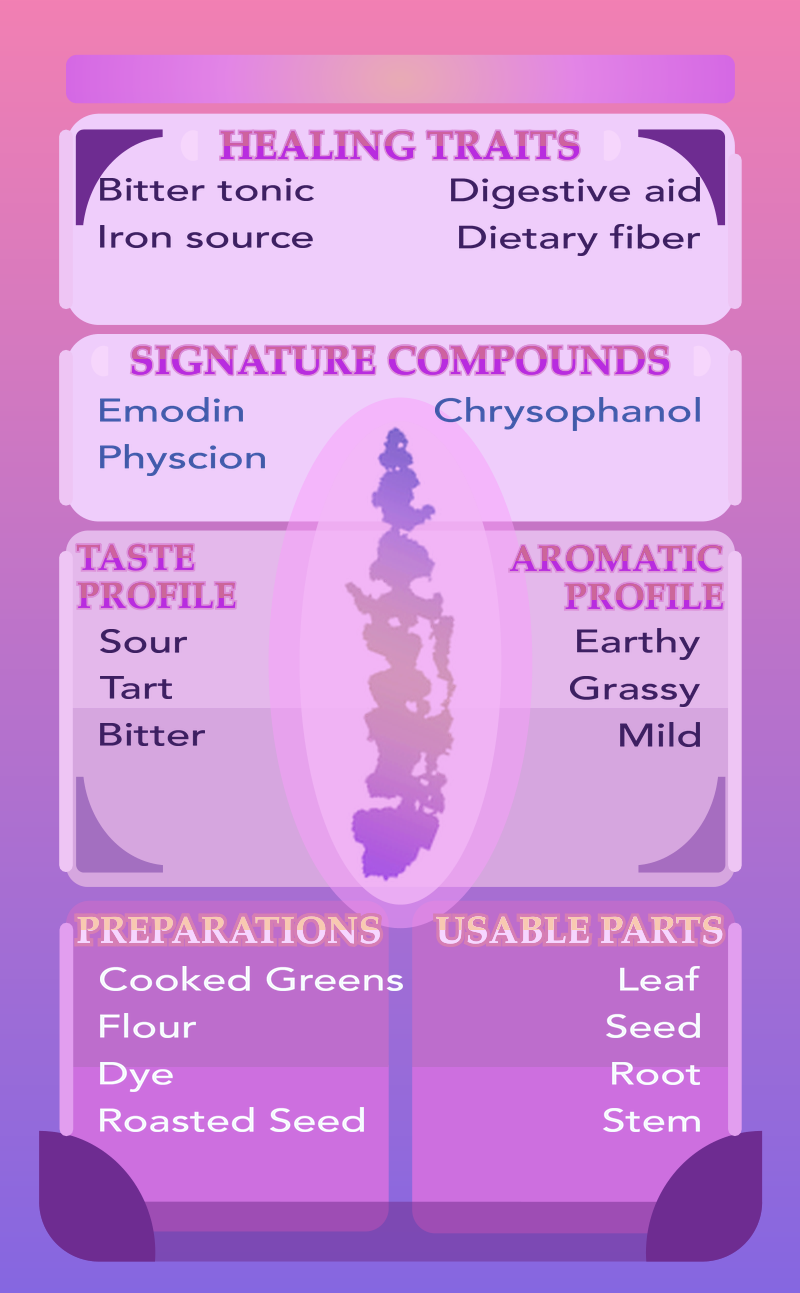 HEALING TRAITS
Bitter tonic Digestive aid
Iron source Dietary fiber
SIGNATURE COMPOUNDS
Emodin Chrysophanol
Physcion
TASTE
PROFILE
Sour
Tart
Bitter
AROMATIC
PROFILE
Earthy
Grassy
Mild
PREPARATIONS
Cooked Greens
Flour
Dye
Roasted Seed
USABLE PARTS
Leaf
Seed
Root
Stem